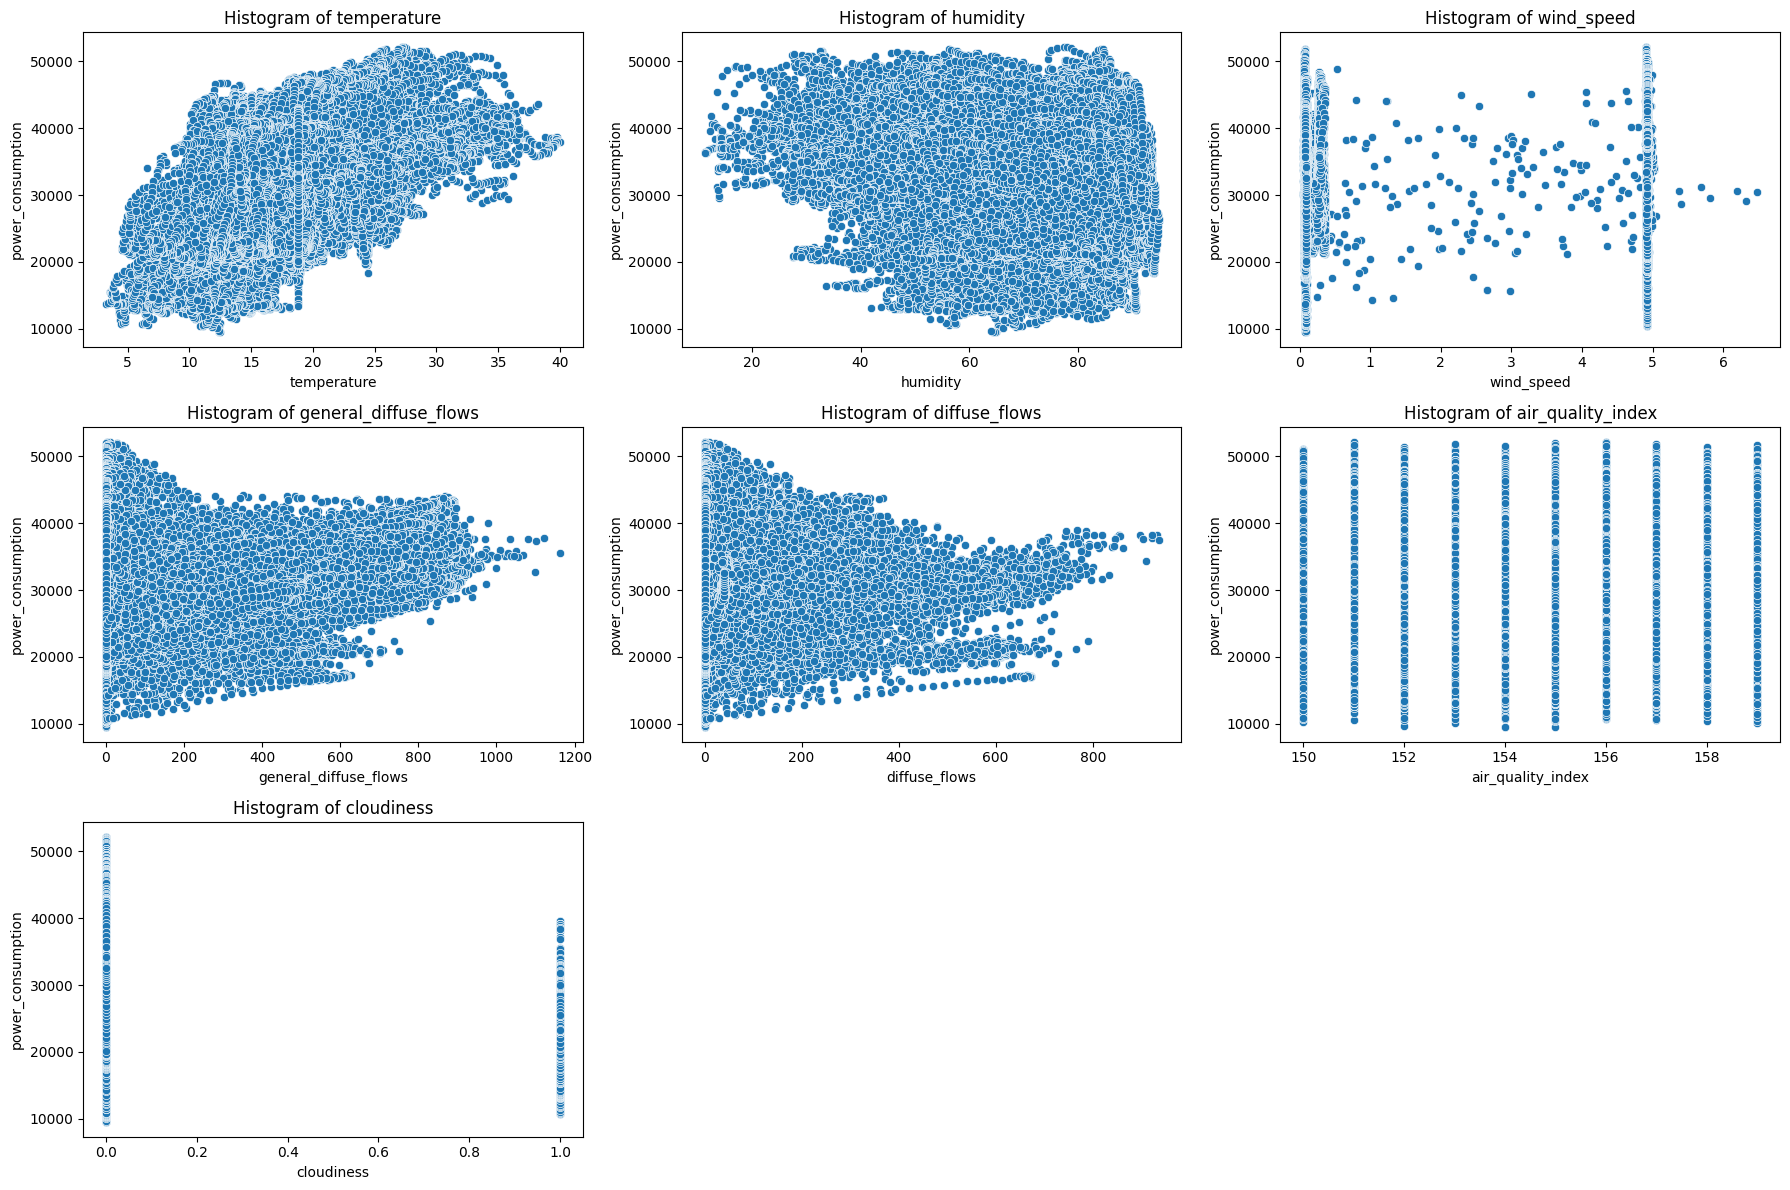 Histogram of temperature
power_consumption
50000
40000
30000
20000
10000
5 10 15 20 25 30 35 40
temperature
Histogram of humidity
power_consumption
50000
40000
30000
20000
10000
20 40 60 80
humidity
Histogram of wind_speed
power_consumption
50000
40000
30000
20000
10000
0 1 2 3 4 5 6
wind_speed
Histogram of general_diffuse_flows
power_consumption
50000
40000
30000
20000
10000
0 200 400 600 800 1000 1200
general_diffuse_flows
Histogram of diffuse_flows
power_consumption
50000
40000
30000
20000
10000
0 200 400 600 800
diffuse_flows
Histogram of air_quality_index
power_consumption
50000
40000
30000
20000
10000
150 152 154 156 158
air_quality_index
Histogram of cloudiness
power_consumption
50000
40000
30000
20000
10000
0.0 0.2 0.4 0.6 0.8 1.0
cloudiness